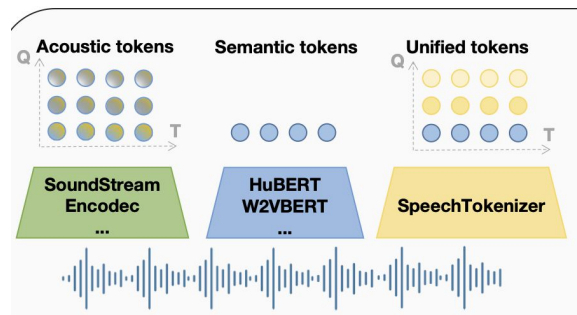 Acoustic tokens
Semantic tokens
Unified tokens
Q
T
Q
T
SoundStream
Encodec
...
HuBERT
W2VBERT
...
SpeechTokenizer